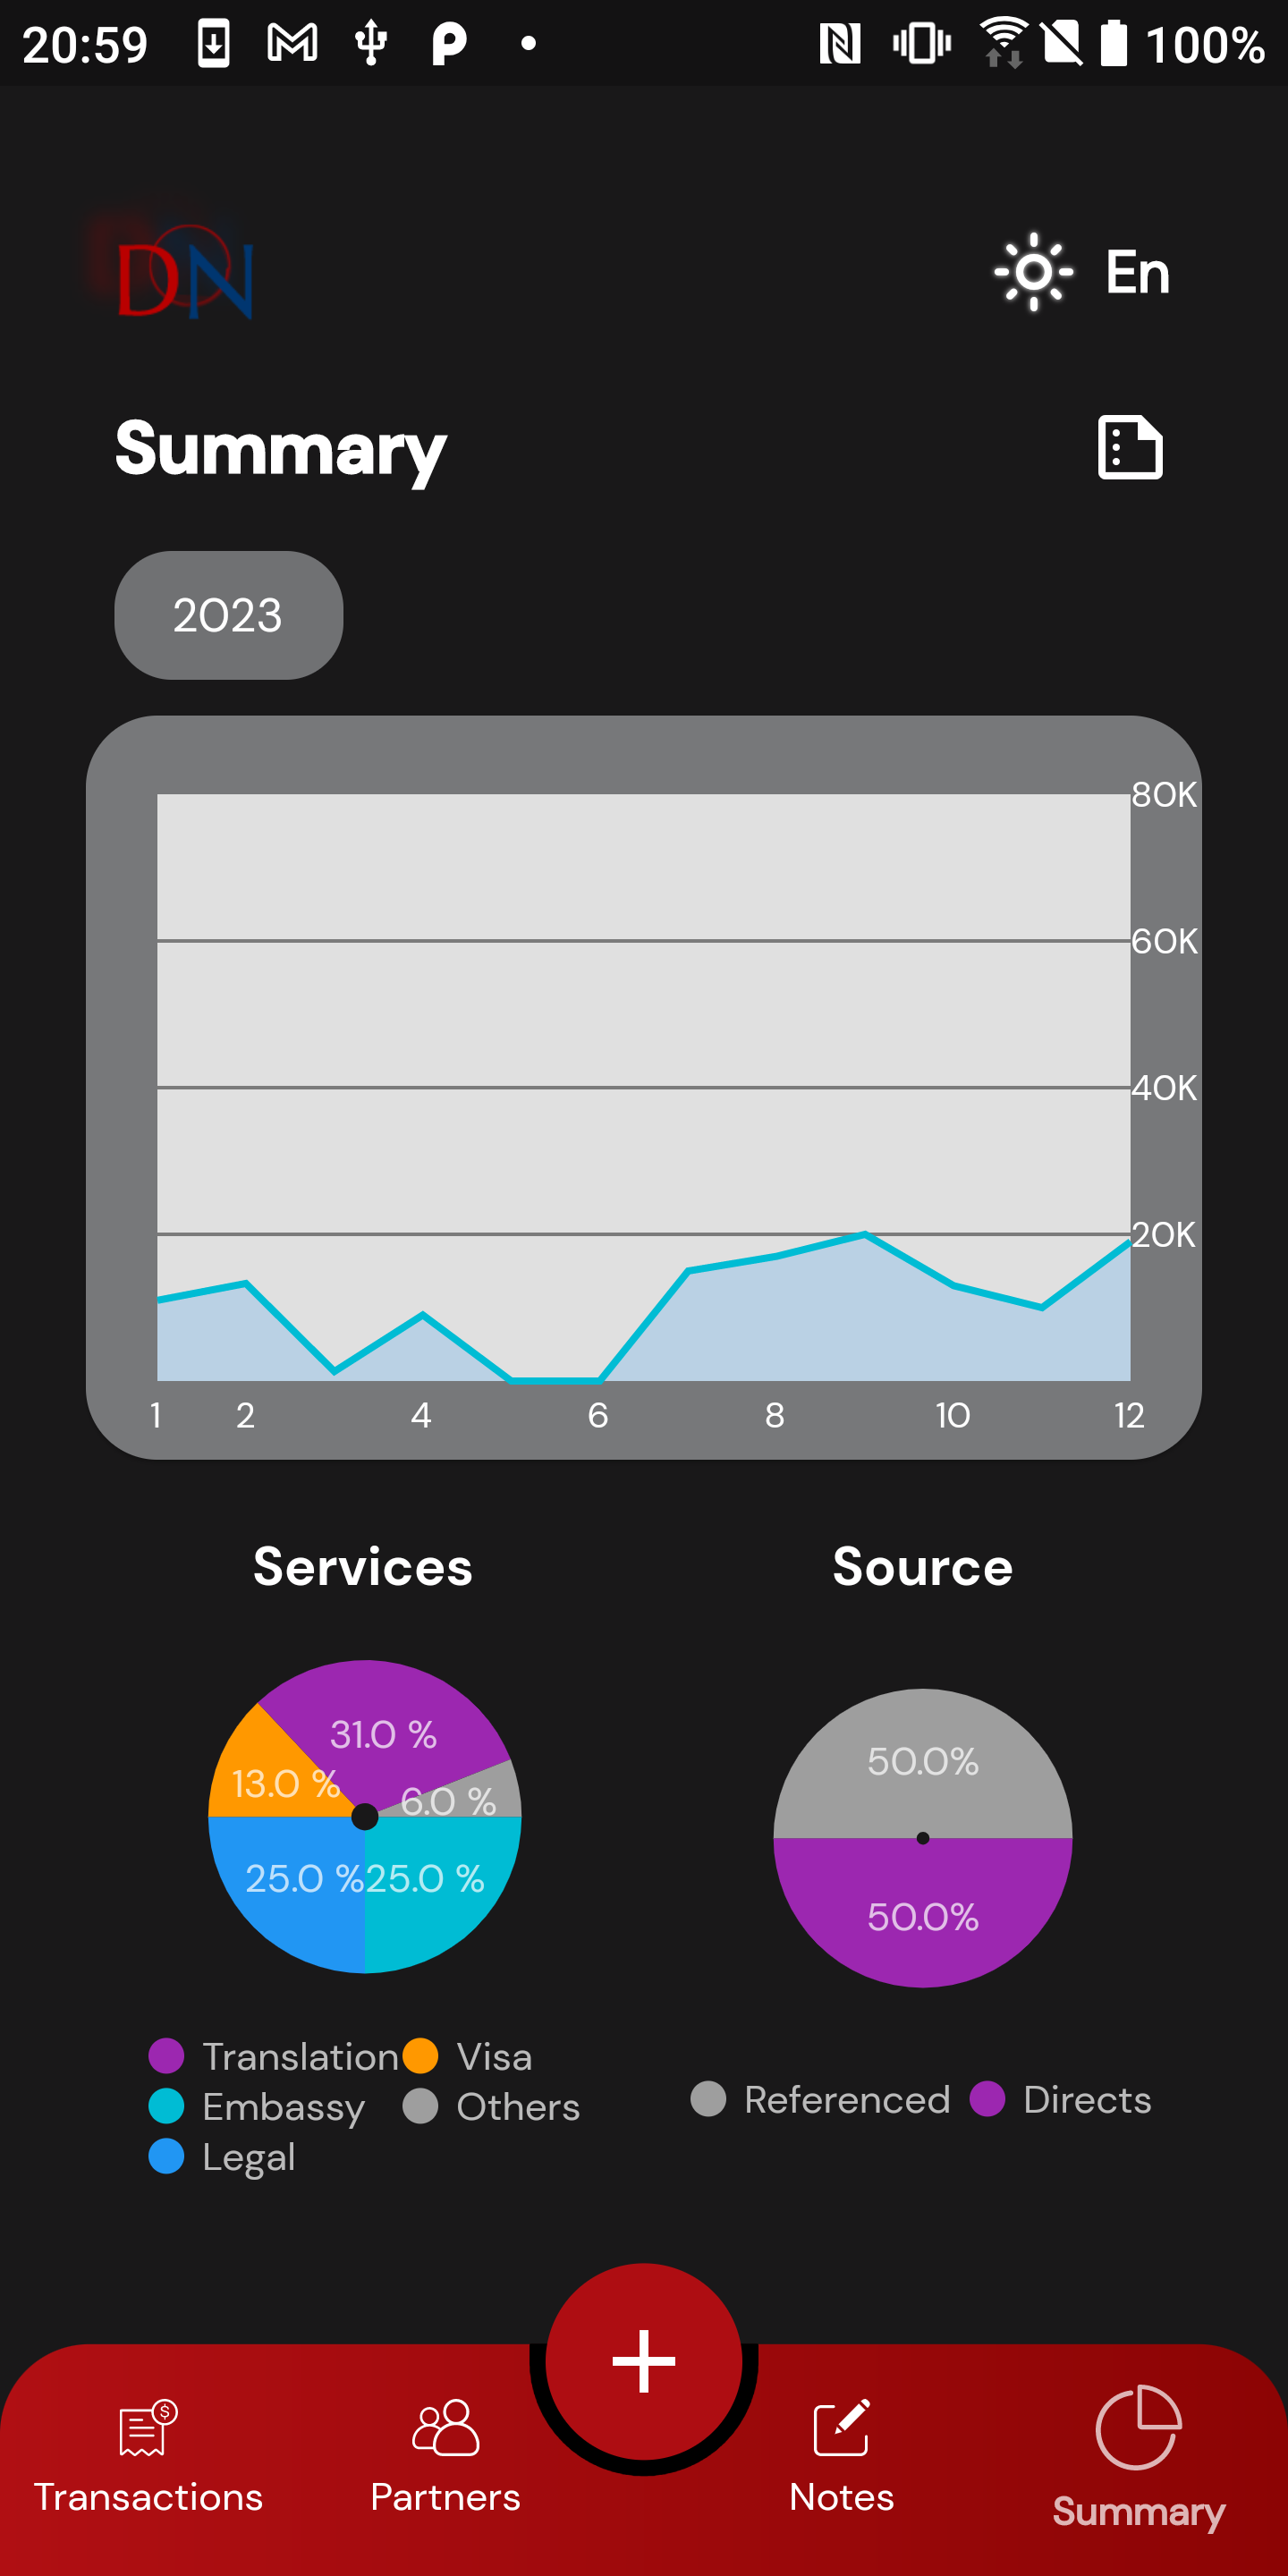 20:59 100%
DN
En
Summary
2023
80K
60K
40K
20K
1 2 4 6 8 10 12
Services Source
31.0 %
13.0 %
6.0 %
25.0 % 25.0 %
50.0%
50.0%
Translation Visa
Embassy Others
Legal
Referenced Directs
Transactions Partners Notes Summary